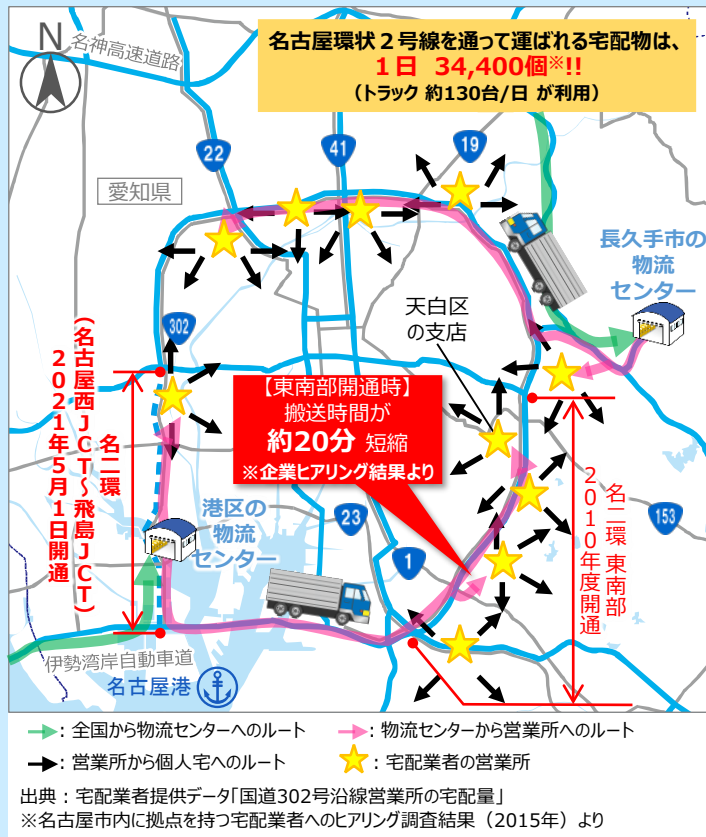 名古屋環状２号線を通って運ばれる宅配物は、
１日 34,400個※!!
（トラック 約130台/日 が利用）
N
名神高速道路
22
41
19
愛知県
長久手市の
物流
センター
302
天白区
の支店
【東南部開通時】
搬送時間が
約20分 短縮
※企業ヒアリング結果より
名二環
（名古屋西JCT～飛島JCT）
2021年5月1日開通
港区の
物流
センター
23
1
153
名二環 東南部
2010年度開通
伊勢湾岸自動車道
名古屋港
：全国から物流センターへのルート
：物流センターから営業所へのルート
：営業所から個人宅へのルート
：宅配業者の営業所
出典：宅配業者提供データ「国道302号沿線営業所の宅配量」
※名古屋市内に拠点を持つ宅配業者へのヒアリング調査結果（2015年）より